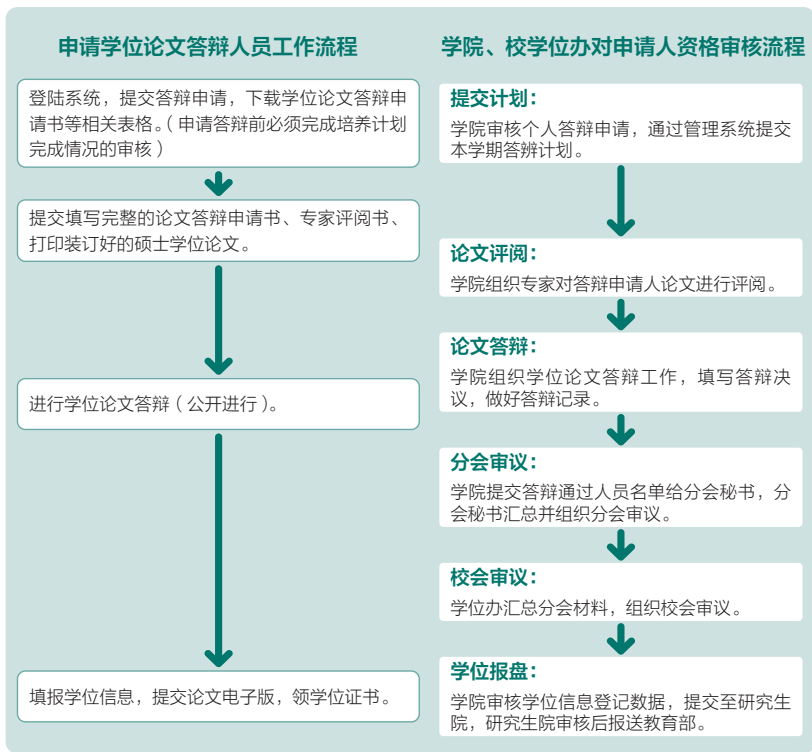 申请学位论文答辩人员工作流程
登陆系统，提交答辩申请，下载学位论文答辩申
请书等相关表格。（申请答辩前必须完成培养计划
完成情况的审核）
提交填写完整的论文答辩申请书、专家评阅书、
打印装订好的硕士学位论文。
进行学位论文答辩（公开进行）。
填报学位信息，提交论文电子版，领学位证书。
学院、校学位办对申请人资格审核流程
提交计划：
学院审核个人答辩申请，通过管理系统提交
本学期答辨计划。
论文评阅：
学院组织专家对答辩申请人论文进行评阅。
论文答辩：
学院组织学位论文答辩工作，填写答辩决
议，做好答辩记录。
分会审议：
学院提交答辩通过人员名单给分会秘书，分
会秘书汇总并组织分会审议。
校会审议：
学位办汇总分会材料，组织校会审议。
学位报盘：
学院审核学位信息登记数据，提交至研究生
院，研究生院审核后报送教育部。